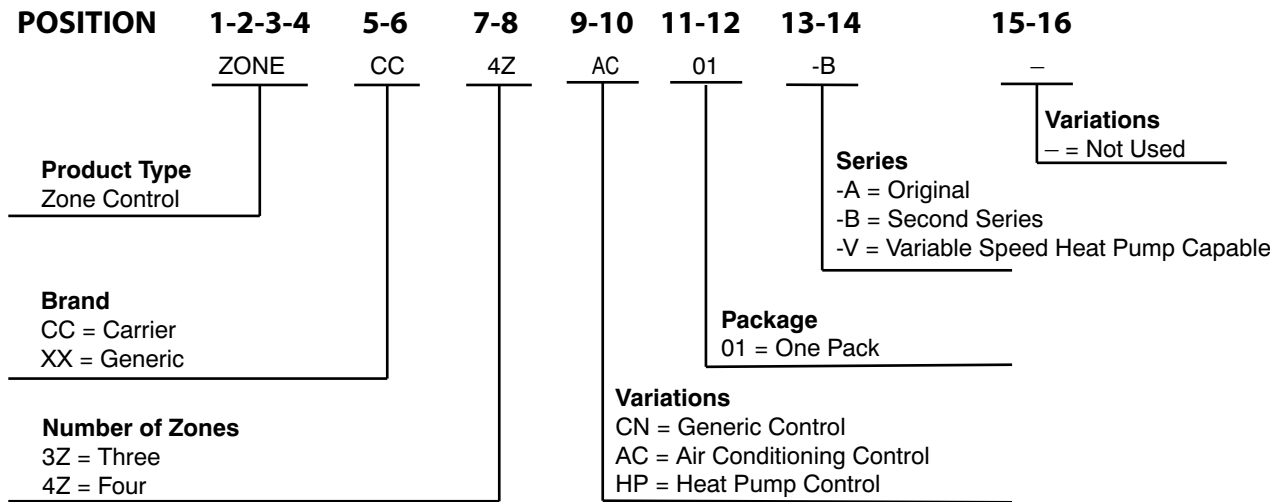 POSITION 1-2-3-4 5-6 7-8 9-10 11-12 13-14 15-16
ZONE CC 4Z AC 01 -B –
Variations
– = Not Used
Product Type
Zone Control
Series
-A = Original
-B = Second Series
-V = Variable Speed Heat Pump Capable
Brand
CC = Carrier
XX = Generic
Package
01 = One Pack
Number of Zones
3Z = Three
4Z = Four
Variations
CN = Generic Control
AC = Air Conditioning Control
HP = Heat Pump Control